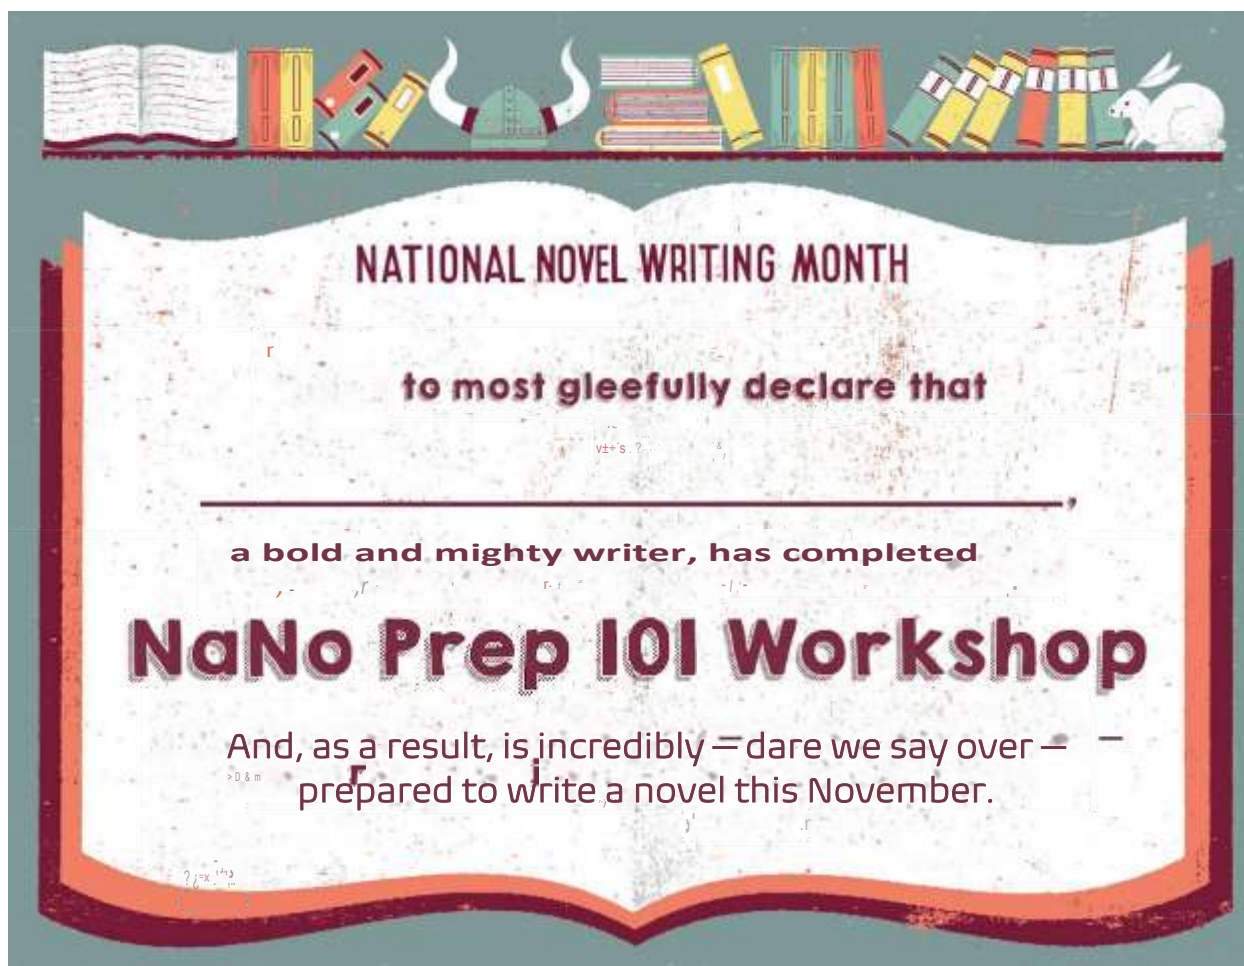 NATIONAL NOVEL WRITING MONTH
to most gleefully declare that
,
a bold and mighty writer, has completed
NaNo Prep 101 Workshop
And, as a result, is incredibly — dare we say over —
prepared to write a novel this November.